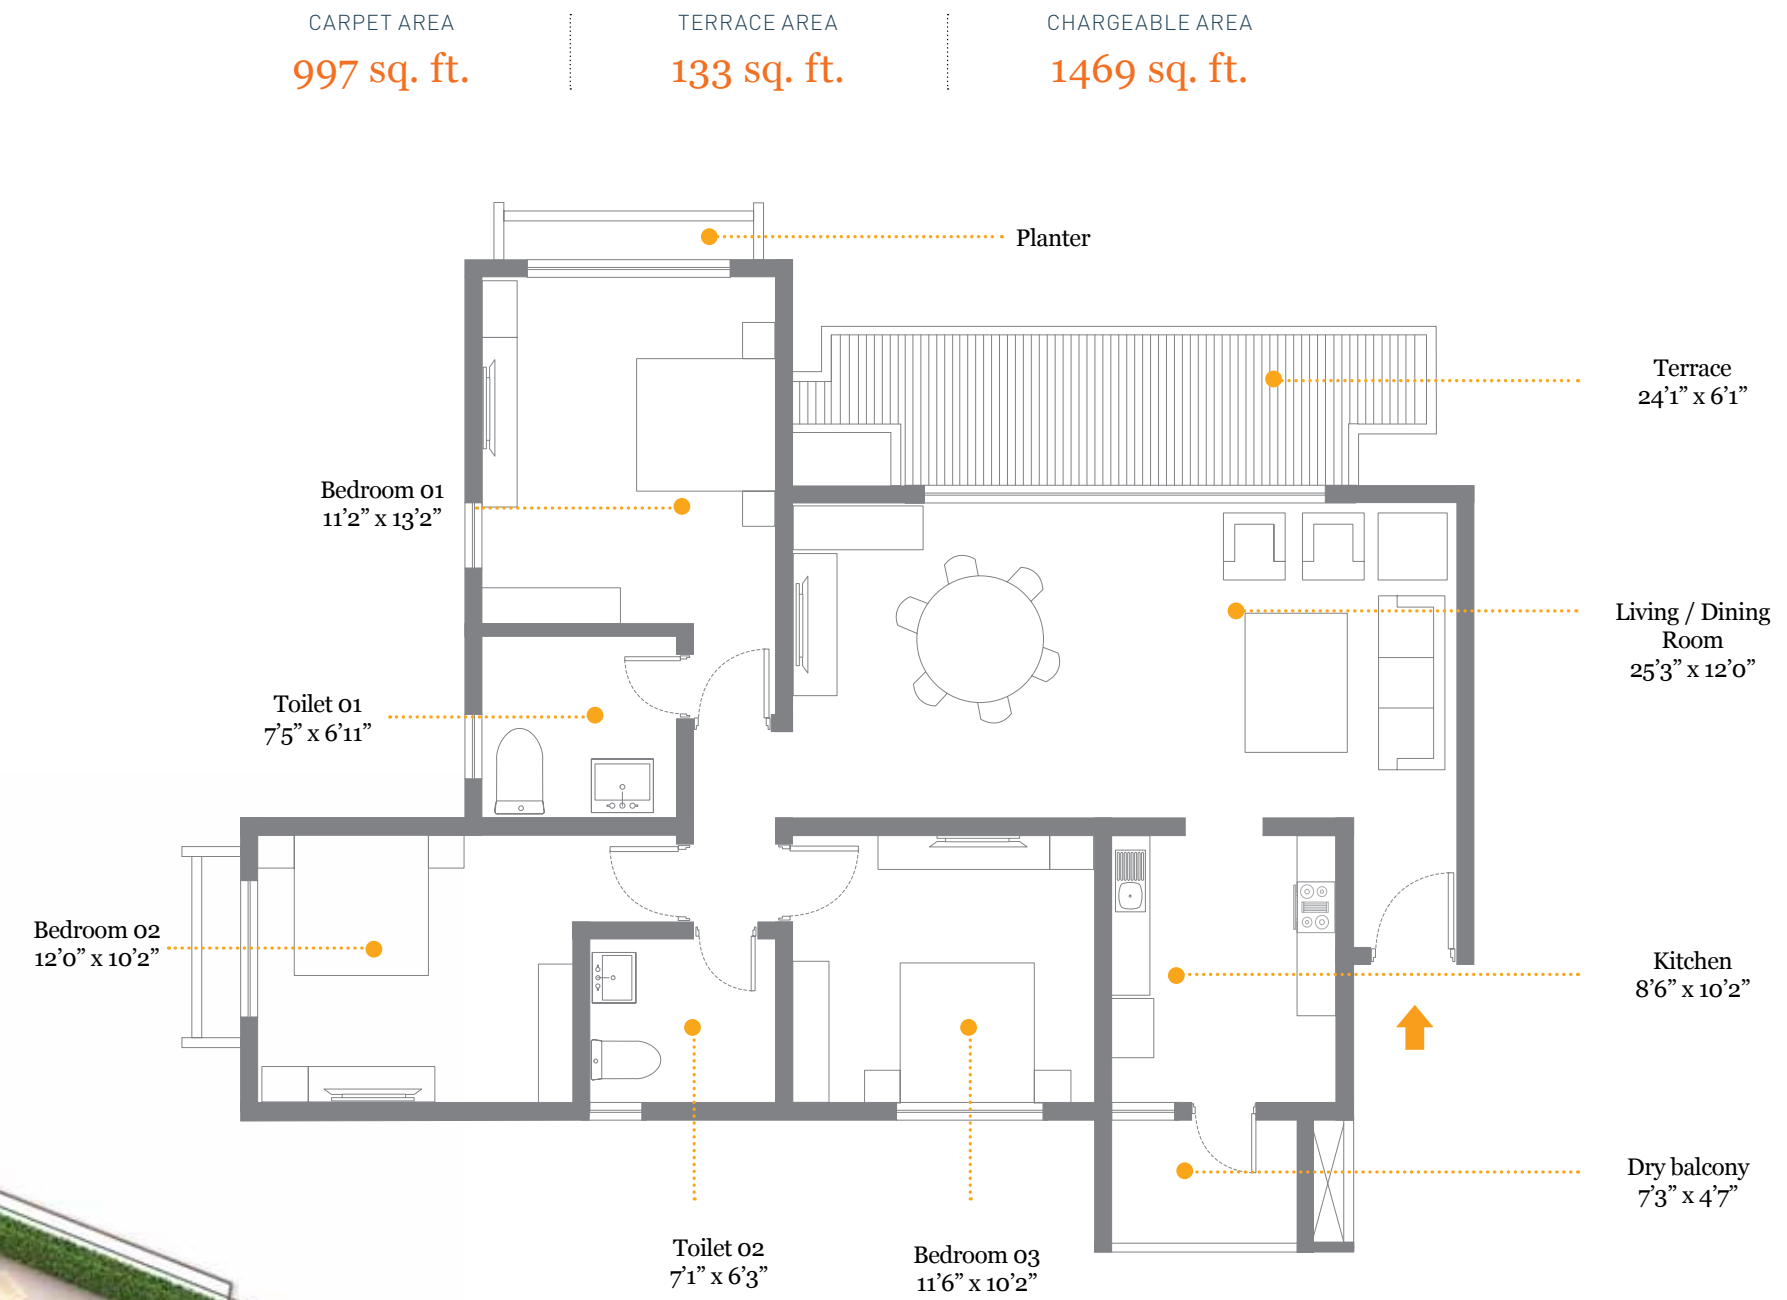 CARPET AREA
997 sq. ft.
TERRACE AREA
133 sq. ft.
CHARGEABLE AREA
1469 sq. ft.
Planter
Terrace
24’1” x 6’1”
Bedroom 01
11’2” x 13’2”
Living / Dining
Room
25’3” x 12’0”
Toilet 01
7’5” x 6’11”
Bedroom 02
12’0” x 10’2”
Kitchen
8’6” x 10’2”
Dry balcony
7’3” x 4’7”
Toilet 02
7’1” x 6’3”
Bedroom 03
11’6” x 10’2”